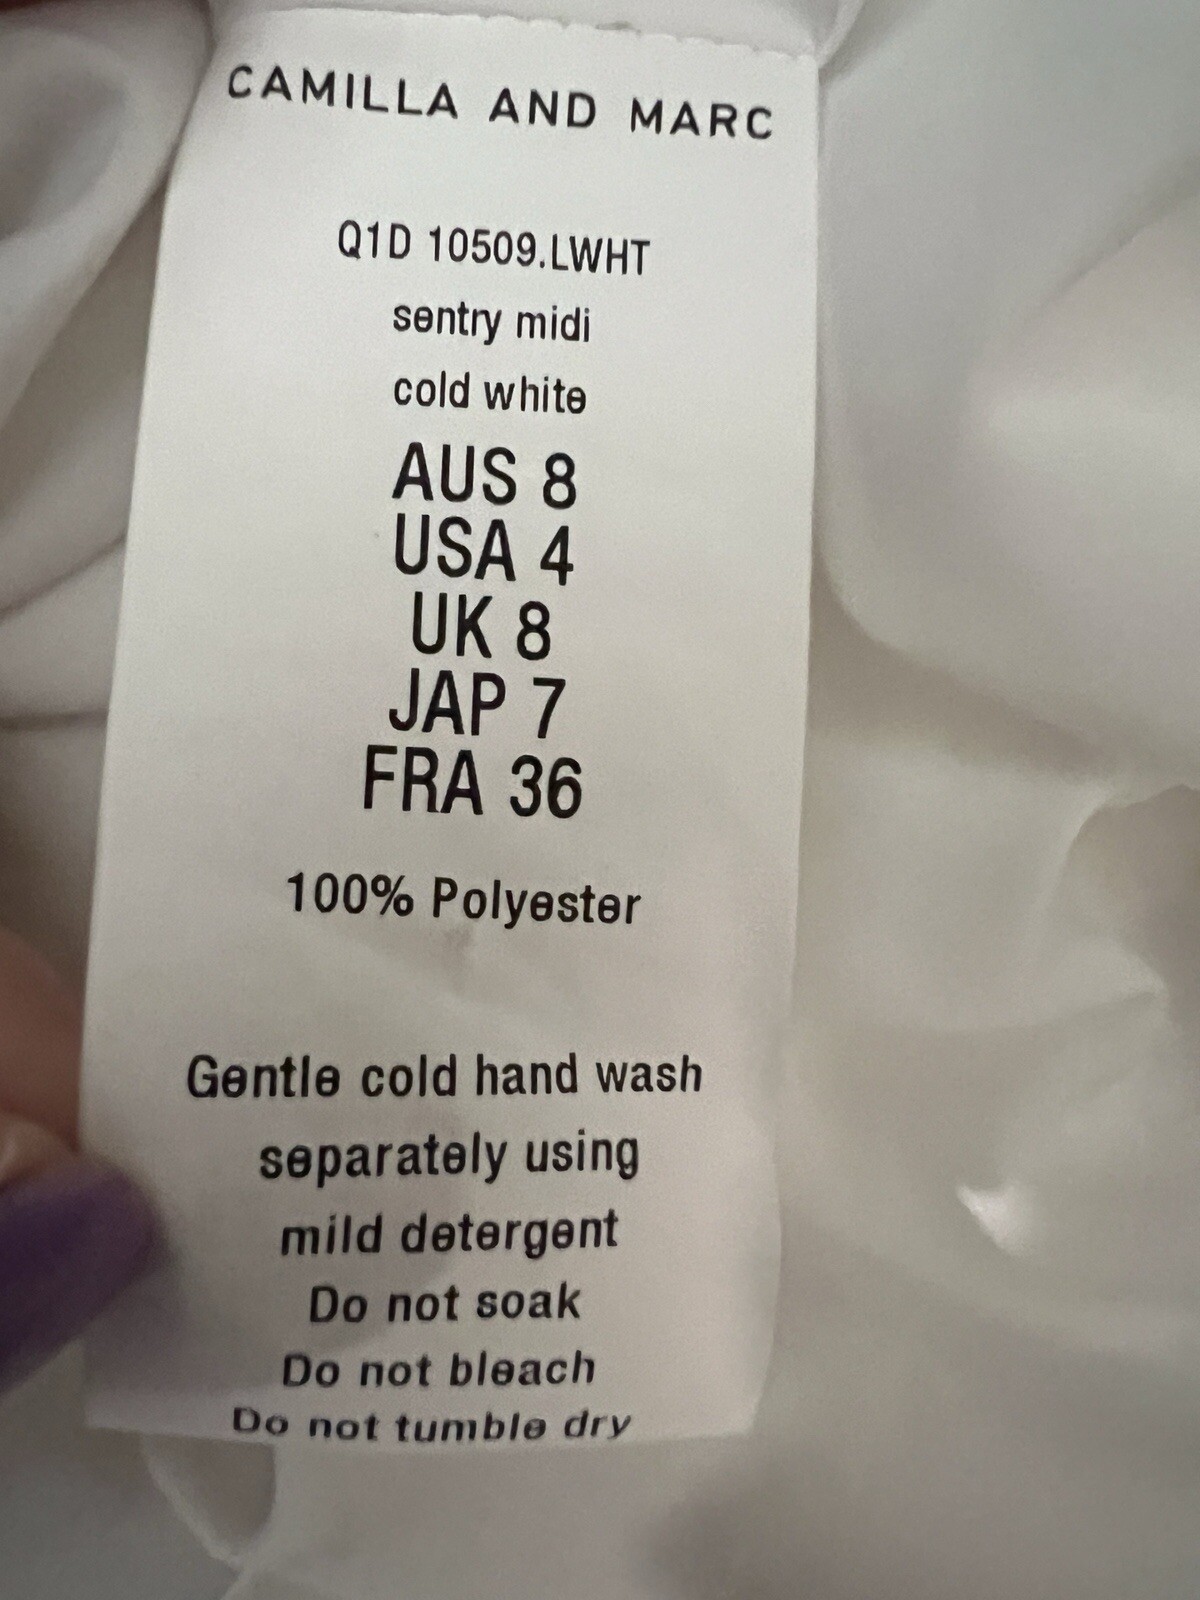 CAMILLA AND MARC
Q1D 10509.LWHT
sentry midi
cold white
AUS 8
USA 4
UK 8
JAP 7
FRA 36
100% Polyester
Gentle cold hand wash
separately using
mild detergent
Do not soak
Do not bleach
Do not tumble dry